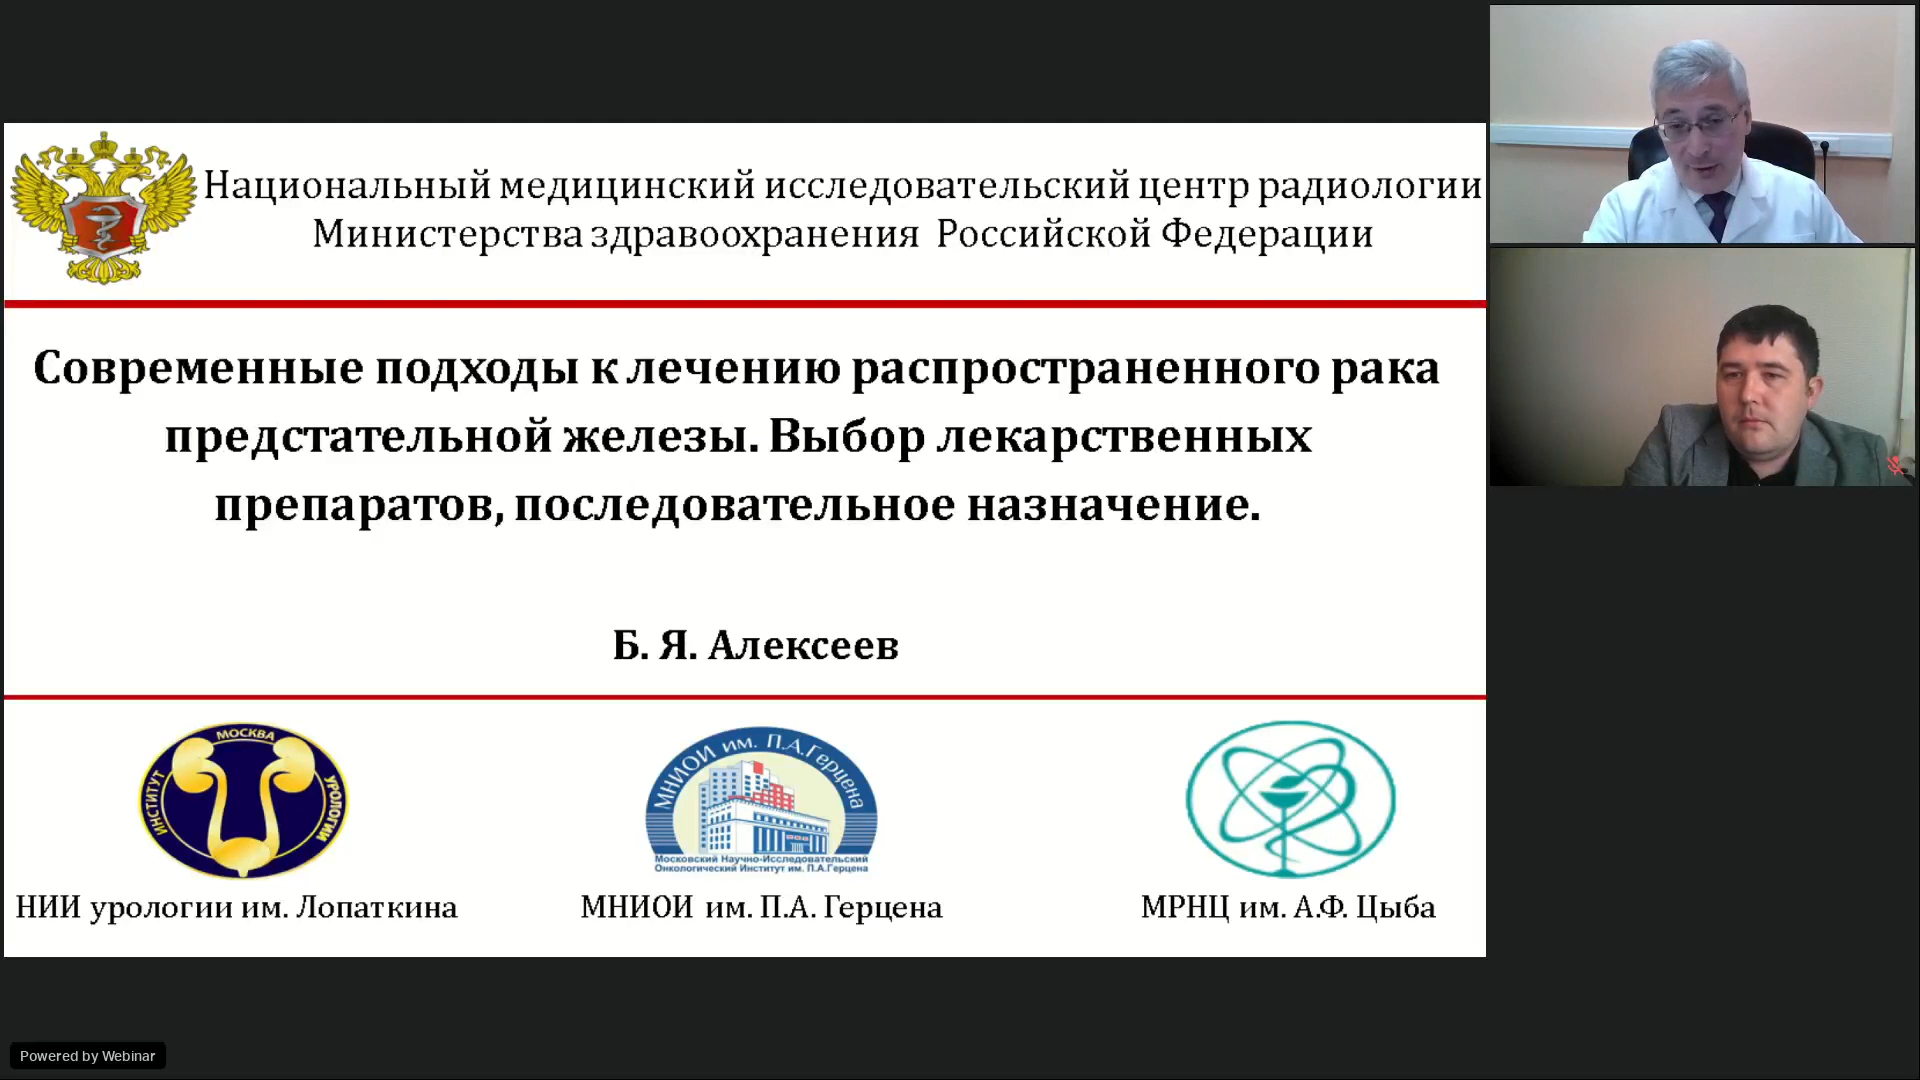 Национальный медицинский исследовательский центр радиологии
Министерства здравоохранения Российской Федерации
Современные подходы к лечению распространенного рака
предстательной железы. Выбор лекарственных
препаратов, последовательное назначение.
Б. Я. Алексеев
ИНСТИТУТ
МОСКВА
УРОЛОГИИ
МНИОИ им. П.А.Герцена
Московский Научно-Исследовательский
Онкологический Институт им. П.А.Герцена
НИИ урологии им. Лопаткина
МНИОИ им. П.А. Герцена
МРНЦ им. А.Ф. Цыба
Powered by Webinar